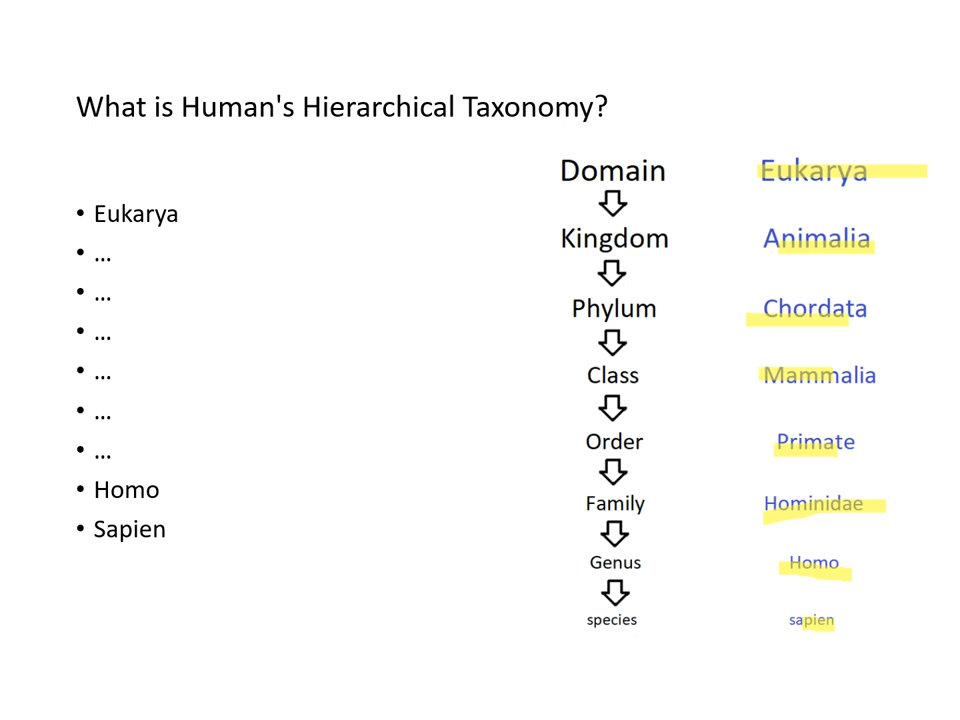 What is Human's Hierarchical Taxonomy?
• Eukarya
• ...
• ...
• ...
• ...
• ...
• ...
• Homo
• Sapien
Domain Eukarya
Kingdom Animalia
Phylum Chordata
Class Mammalia
Order Primate
Family Hominidae
Genus Homo
species sapien